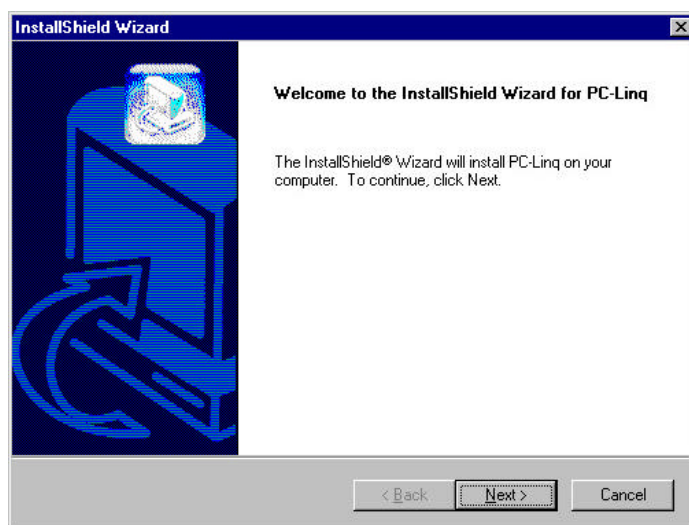 InstallShield Wizard
Welcome to the InstallShield Wizard for PC-Linq
The InstallShield® Wizard will install PC-Linq on your
computer. To continue, click Next.
< Back
Next >
Cancel